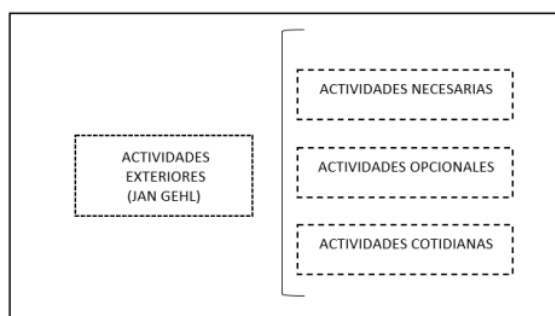 ACTIVIDADES
EXTERIORES
(JAN GEHL)
ACTIVIDADES NECESARIAS
ACTIVIDADES OPCIONALES
ACTIVIDADES COTIDIANAS